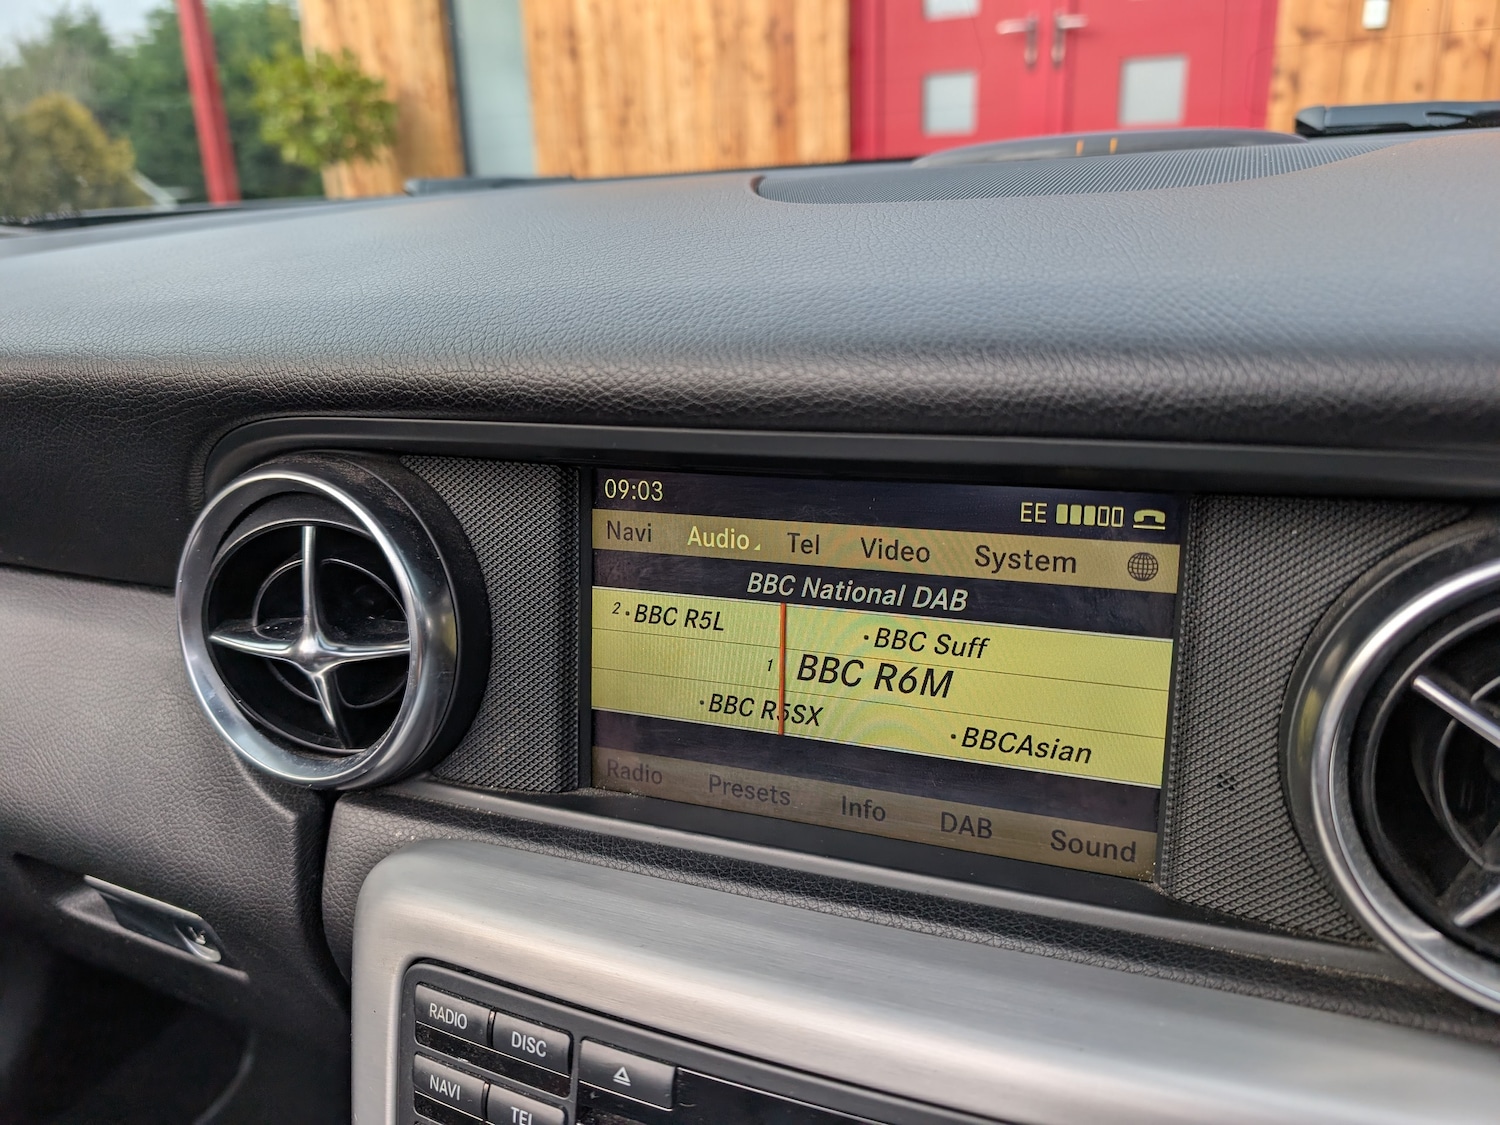 09:03 EE
Navi Audio Tel Video System
BBC National DAB
2 • BBC R5L • BBC Suff
1 BBC R6M
• BBC R5SX • BBCAsian
Radio Presets Info DAB Sound
RADIO DISC
NAVI TEL